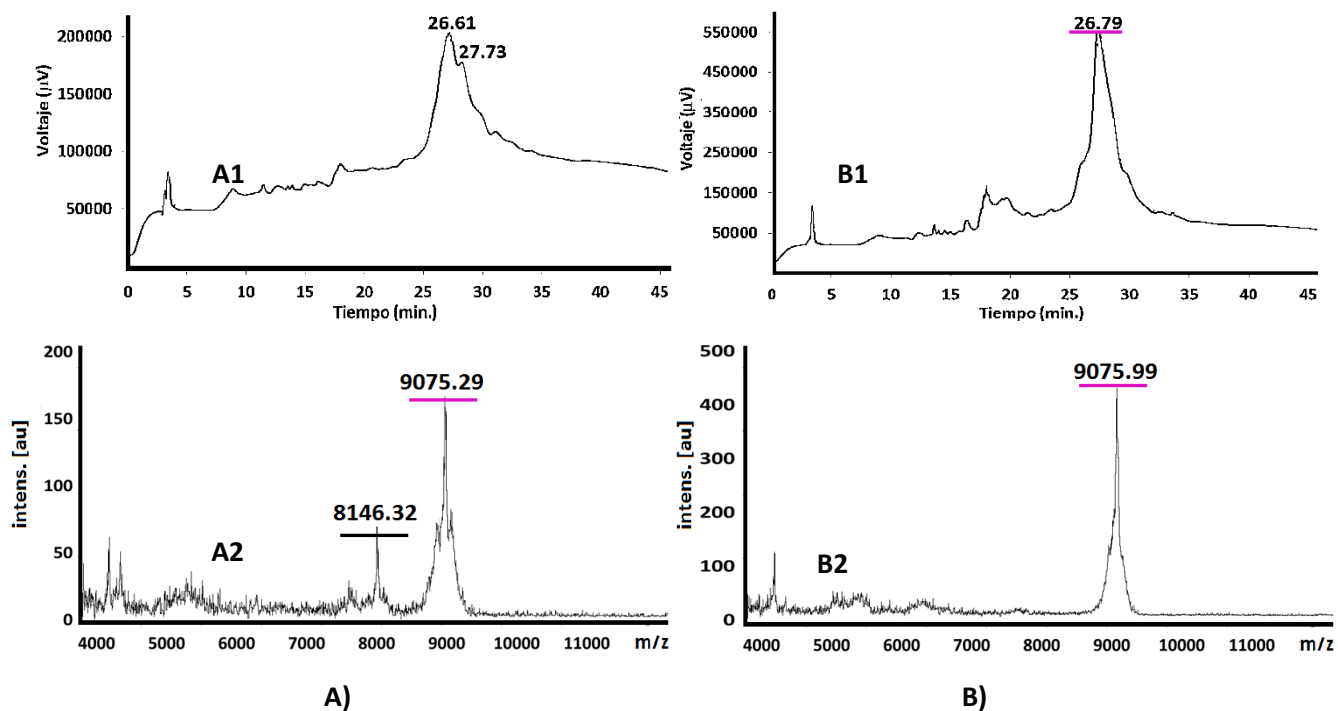 26.61
27.73
Voltaje (µV)
200000
150000
100000
50000
A1
0 5 10 15 20 25 30 35 40 45
Tiempo (min.)
26.79
Voltaje (µV)
550000
450000
350000
250000
150000
50000
B1
0 5 10 15 20 25 30 40 45
Tiempo (min.)
intens. [au]
200
150
100
50
0
9075.29
8146.32
A2
4000 5000 6000 7000 8000 9000 10000 11000 m/z
A)
intens. [au]
500
400
300
200
100
0
9075.99
B2
4000 5000 6000 7000 8000 9000 10000 11000 m/z
B)